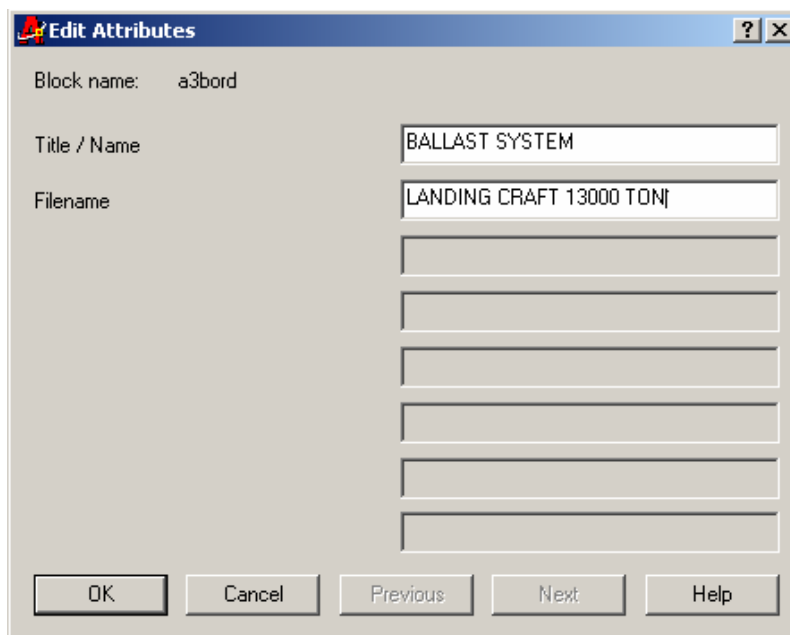 Edit Attributes
Block name: a3bord
Title / Name BALLAST SYSTEM
Filename LANDING CRAFT 13000 TON
OK Cancel Previous Next Help